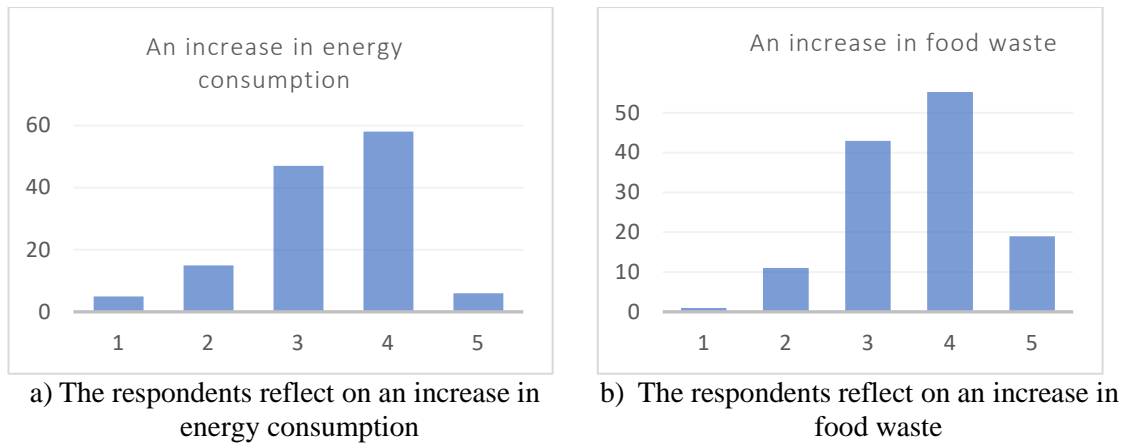 An increase in energy
consumption
60
40
20
0
1 2 3 4 5
a) The respondents reflect on an increase in
energy consumption
An increase in food waste
50
40
30
20
10
0
1 2 3 4 5
b) The respondents reflect on an increase in
food waste